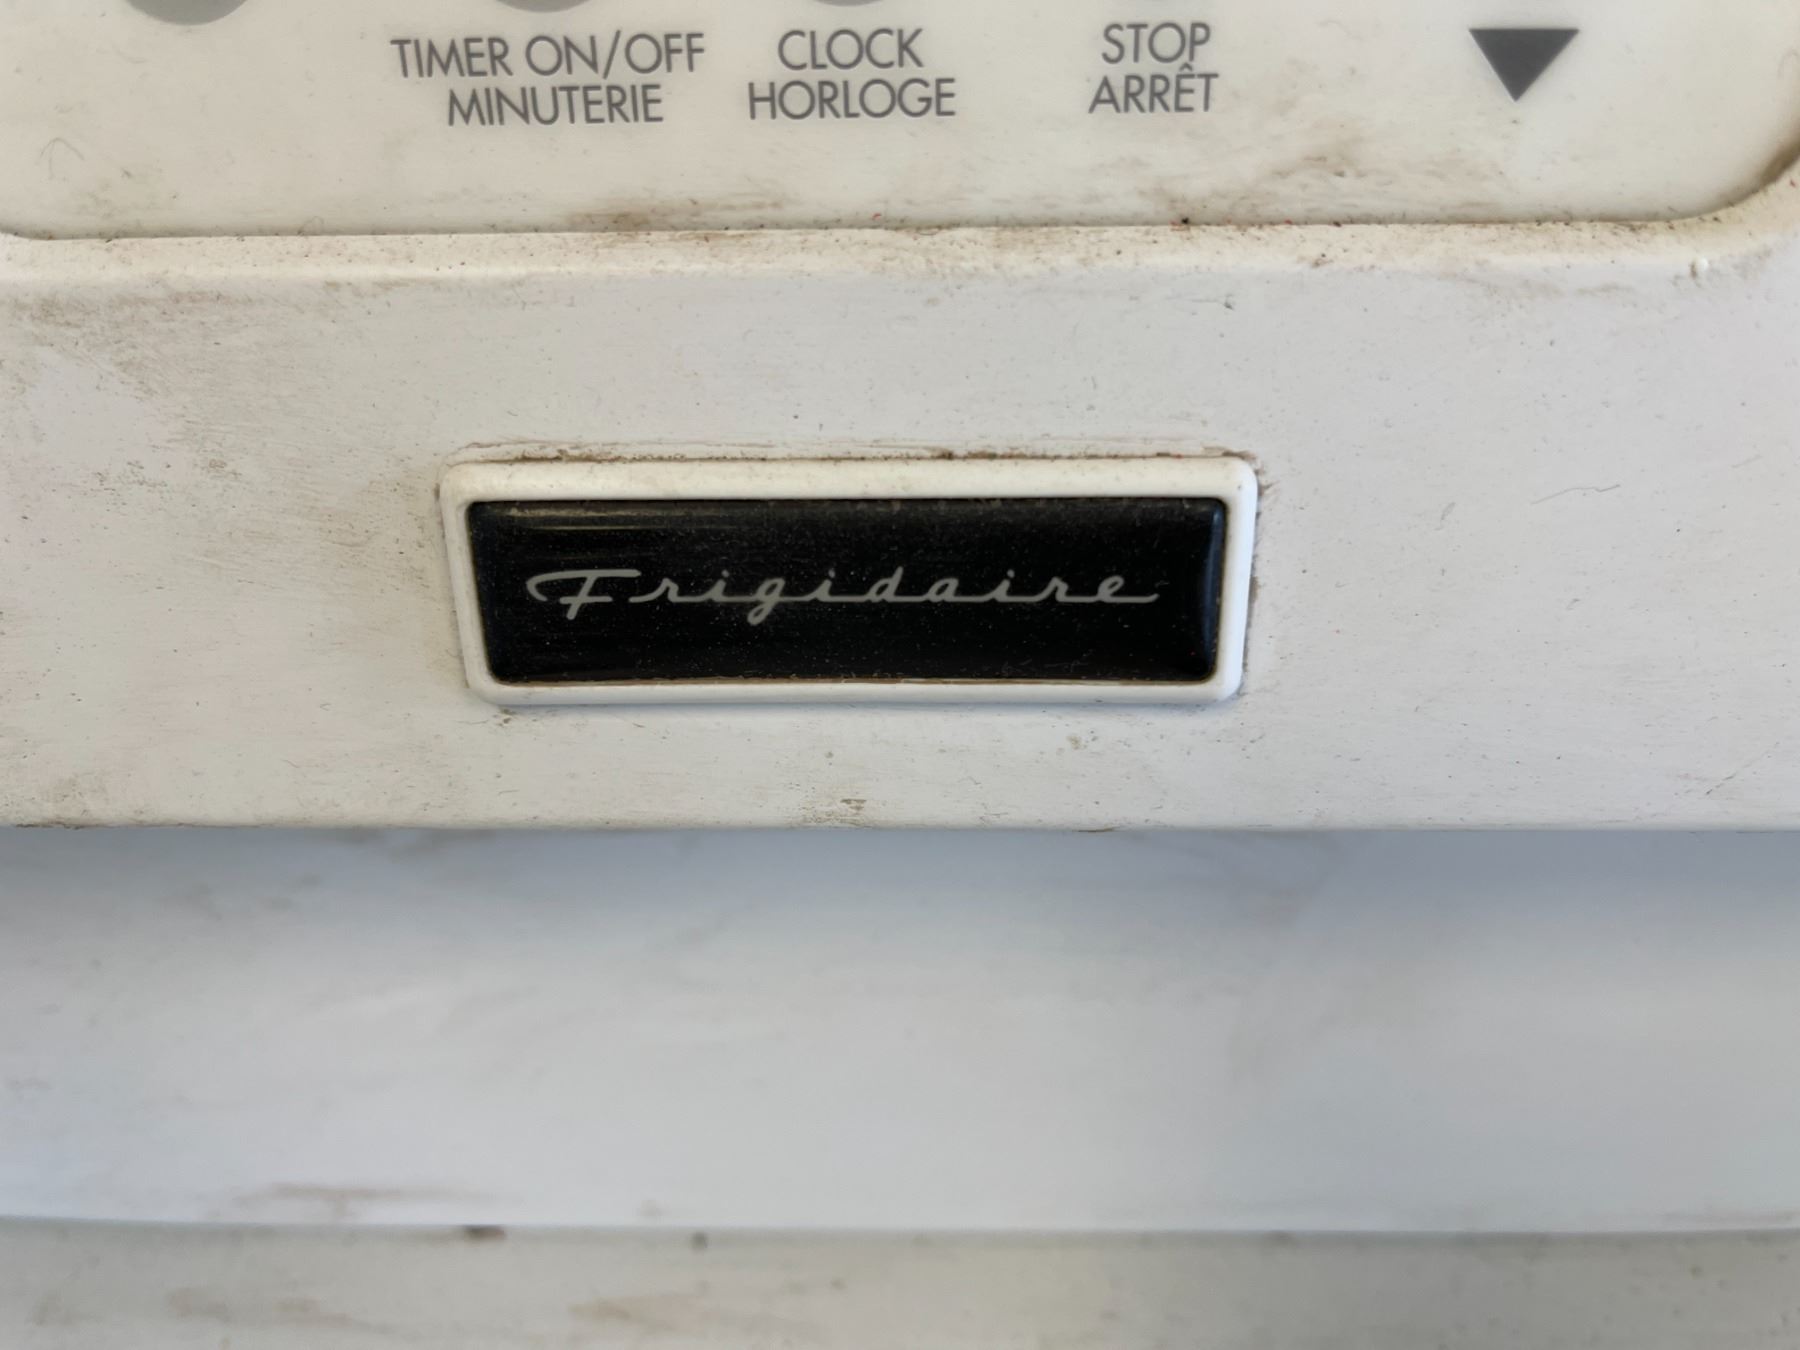 TIMER ON/OFF
MINUTERIE
CLOCK
HORLOGE
STOP
ARRÊT
Frigidaire